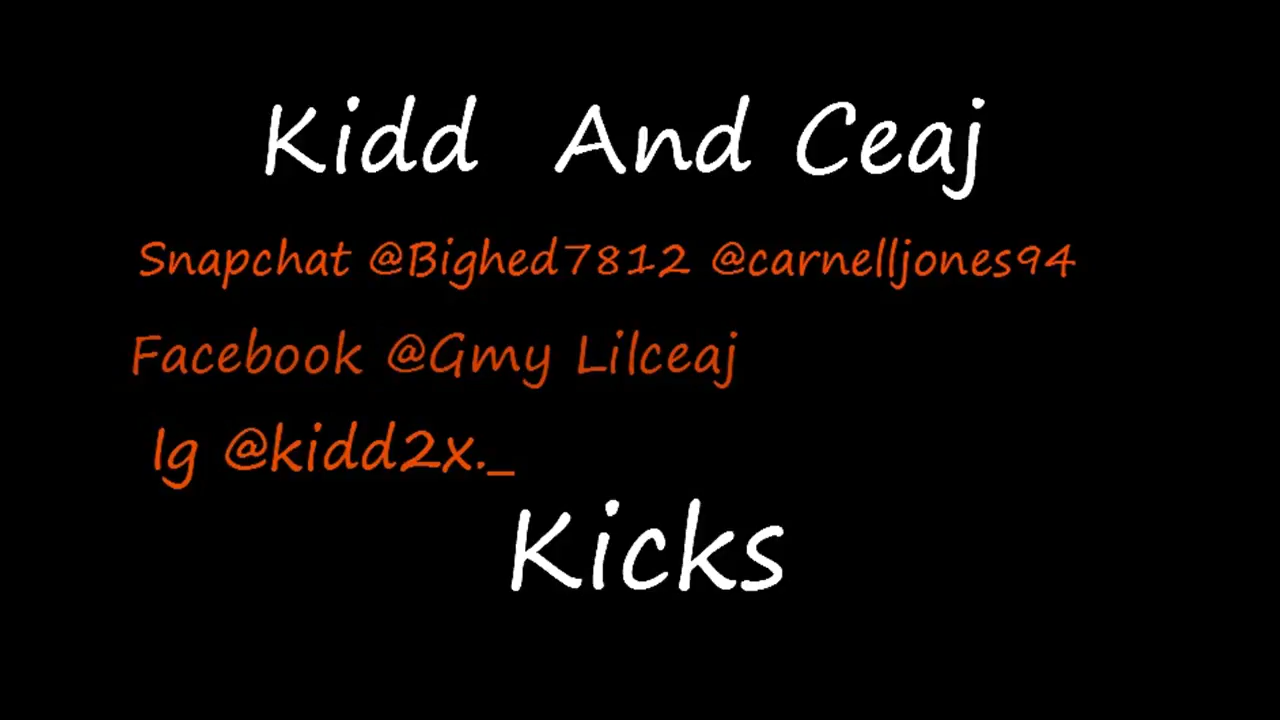 Kidd And Ceaj
Snapchat @Bighed7812 @carnelljones94
Facebook @Gmy Lilceaj
Ig @kidd2x._
Kicks